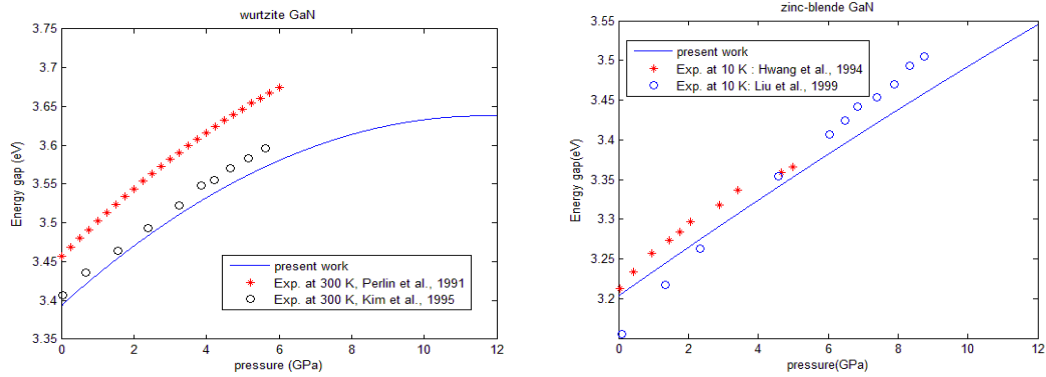 wurtzite GaN
3.75
3.7
3.65
3.6
3.55
3.5
3.45
3.4
3.35
Energy gap (eV)
present work
Exp. at 300 K, Perlin et al., 1991
Exp. at 300 K, Kim et al., 1995
0 2 4 6 8 10 12
pressure (GPa)
zinc-blende GaN
3.55
3.5
3.45
3.4
3.35
3.3
3.25
3.2
Energy gap(eV)
present work
Exp. at 10 K : Hwang et al., 1994
Exp. at 10 K: Liu et al., 1999
0 2 4 6 8 10 12
pressure(GPa)